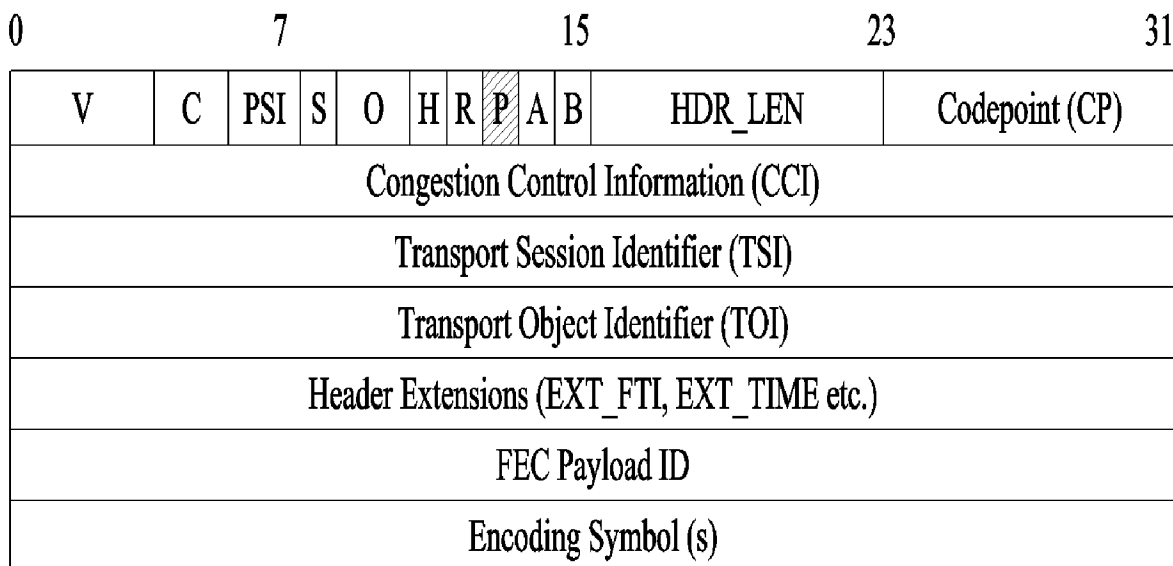 0 7 15 23 31
V C PSI S O H R P A B HDR_LEN Codepoint (CP)
Congestion Control Information (CCI)
Transport Session Identifier (TSI)
Transport Object Identifier (TOI)
Header Extensions (EXT_FTI, EXT_TIME etc.)
FEC Payload ID
Encoding Symbol (s)